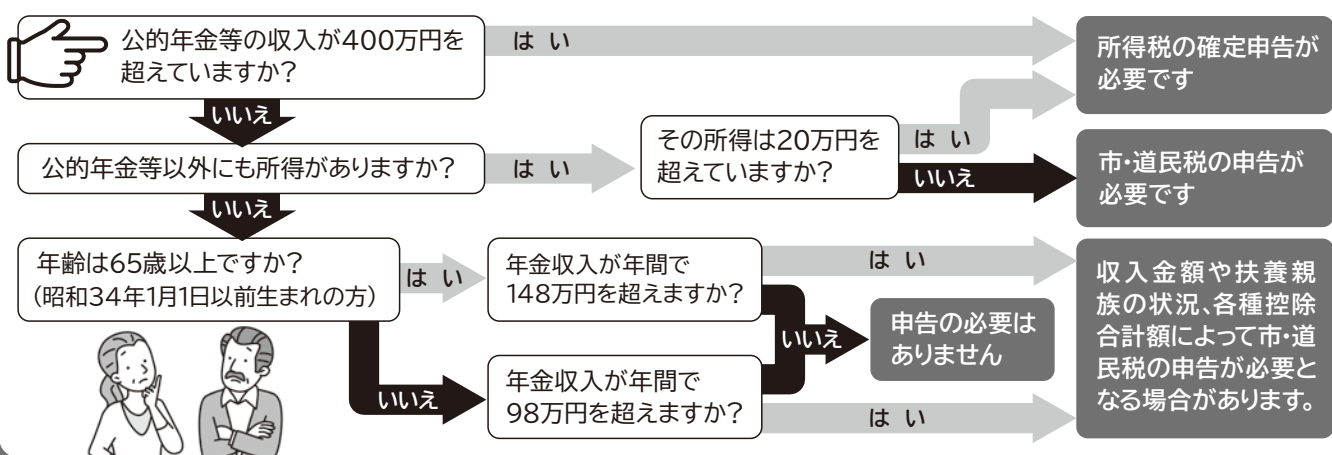 公的年金等の収入が400万円を
超えていますか?
はい
所得税の確定申告が
必要です
いいえ
公的年金等以外にも所得がありますか?
はい
その所得は20万円を
超えていますか?
はい
いいえ
市・道民税の申告が
必要です
いいえ
年齢は65歳以上ですか?
(昭和34年1月1日以前生まれの方)
はい
年金収入が年間で
148万円を超えますか?
はい
いいえ
申告の必要は
ありません
収入金額や扶養親
族の状況、各種控除
合計額によって市・道
民税の申告が必要と
なる場合があります。
いいえ
年金収入が年間で
98万円を超えますか?
はい